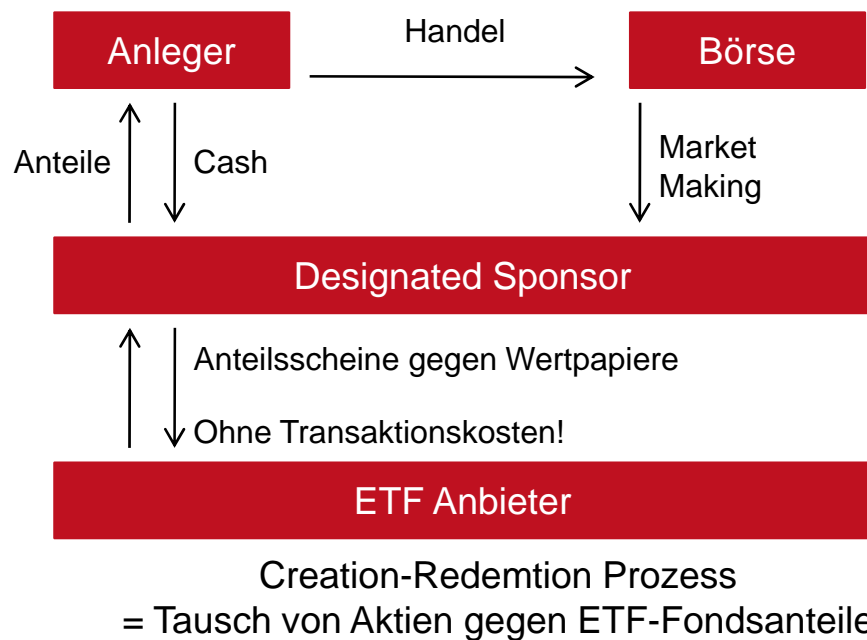 Handel
Anleger
Börse
Anteile
Cash
Market
Making
Designated Sponsor
Anteilsscheine gegen Wertpapiere
Ohne Transaktionskosten!
ETF Anbieter
Creation-Redemtion Prozess
= Tausch von Aktien gegen ETF-Fondsanteile